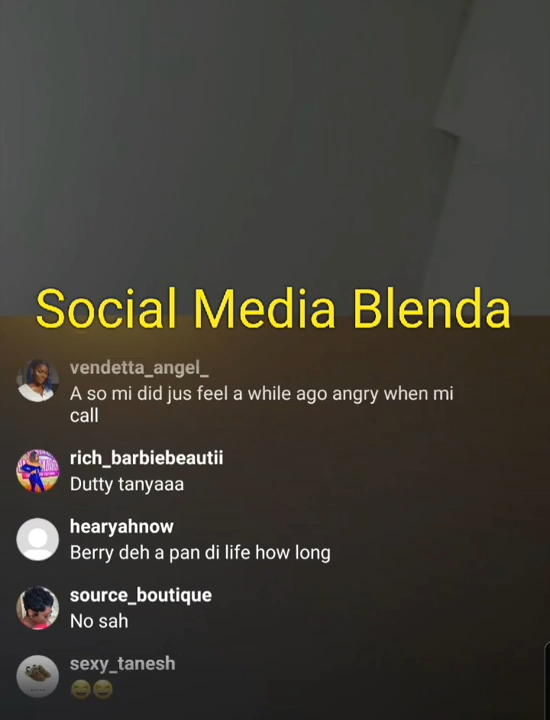 Social Media Blenda
vendetta_angel_
A so mi did jus feel a while ago angry when mi
call
rich_barbiebeautii
Dutty tanyaaa
hearyahnow
Berry deh a pan di life how long
source_boutique
No sah
sexy_tanesh
😂😂